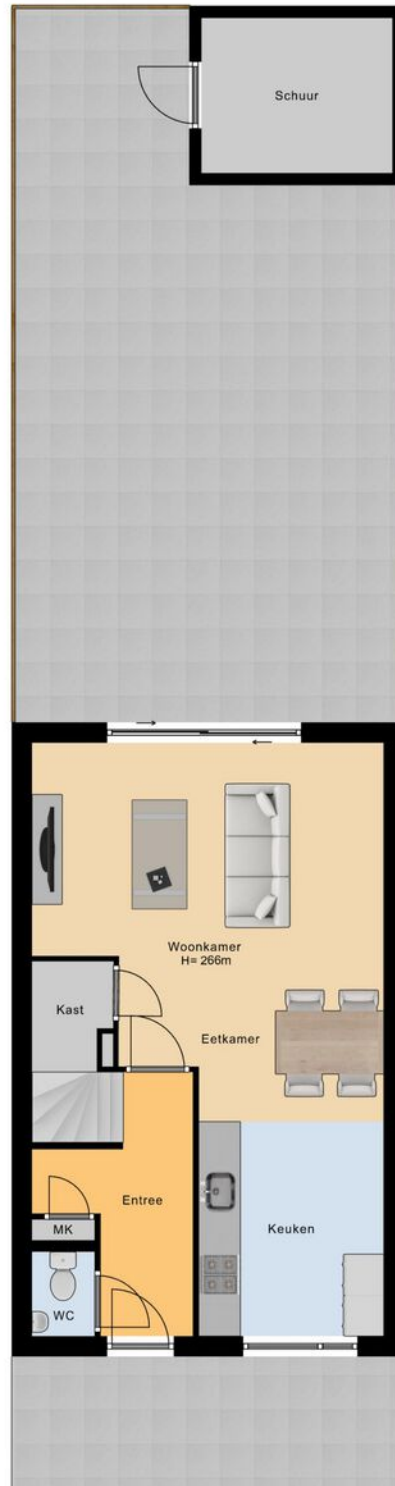 Schuur
Woonkamer
H= 266m
Kast
Eetkamer
Entree
Keuken
MK
WC